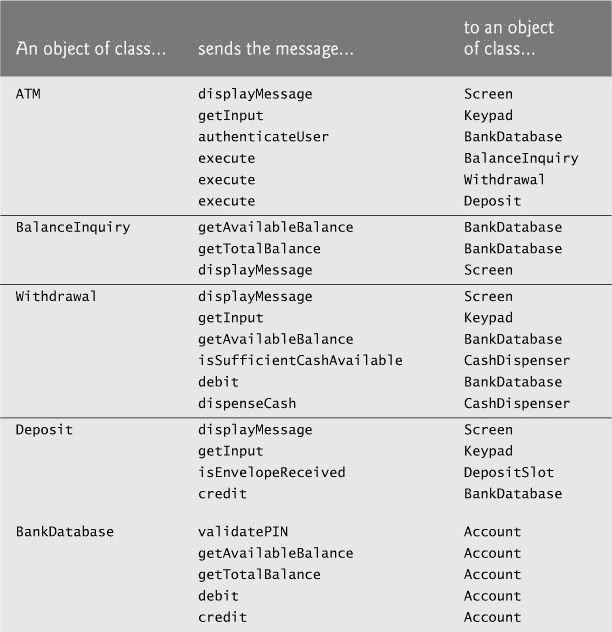 An object of class... sends the message... to an object of class...
ATM displayMessage Screen
getInput Keypad
authenticateUser BankDatabase
execute BalanceInquiry
execute Withdrawal
execute Deposit
BalanceInquiry getAvailableBalance BankDatabase
getTotalBalance BankDatabase
displayMessage Screen
Withdrawal displayMessage Screen
getInput Keypad
getAvailableBalance BankDatabase
isSufficientCashAvailable CashDispenser
debit BankDatabase
dispenseCash CashDispenser
Deposit displayMessage Screen
getInput Keypad
isEnvelopeReceived DepositSlot
credit BankDatabase
BankDatabase validatePIN Account
getAvailableBalance Account
getTotalBalance Account
debit Account
credit Account